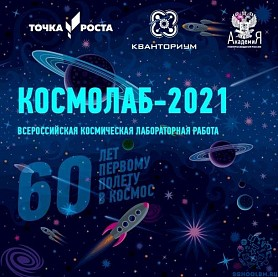 ТОЧКА РОСТА
КВАНТОРИУМ
АкадемиЯ
КОСМОЛАБ-2021
ВСЕРОССИЙСКАЯ КОСМИЧЕСКАЯ ЛАБОРАТОРНАЯ РАБОТА
60 ЛЕТ
ПЕРВОМУ
ПОЛЕТУ
В КОСМОС